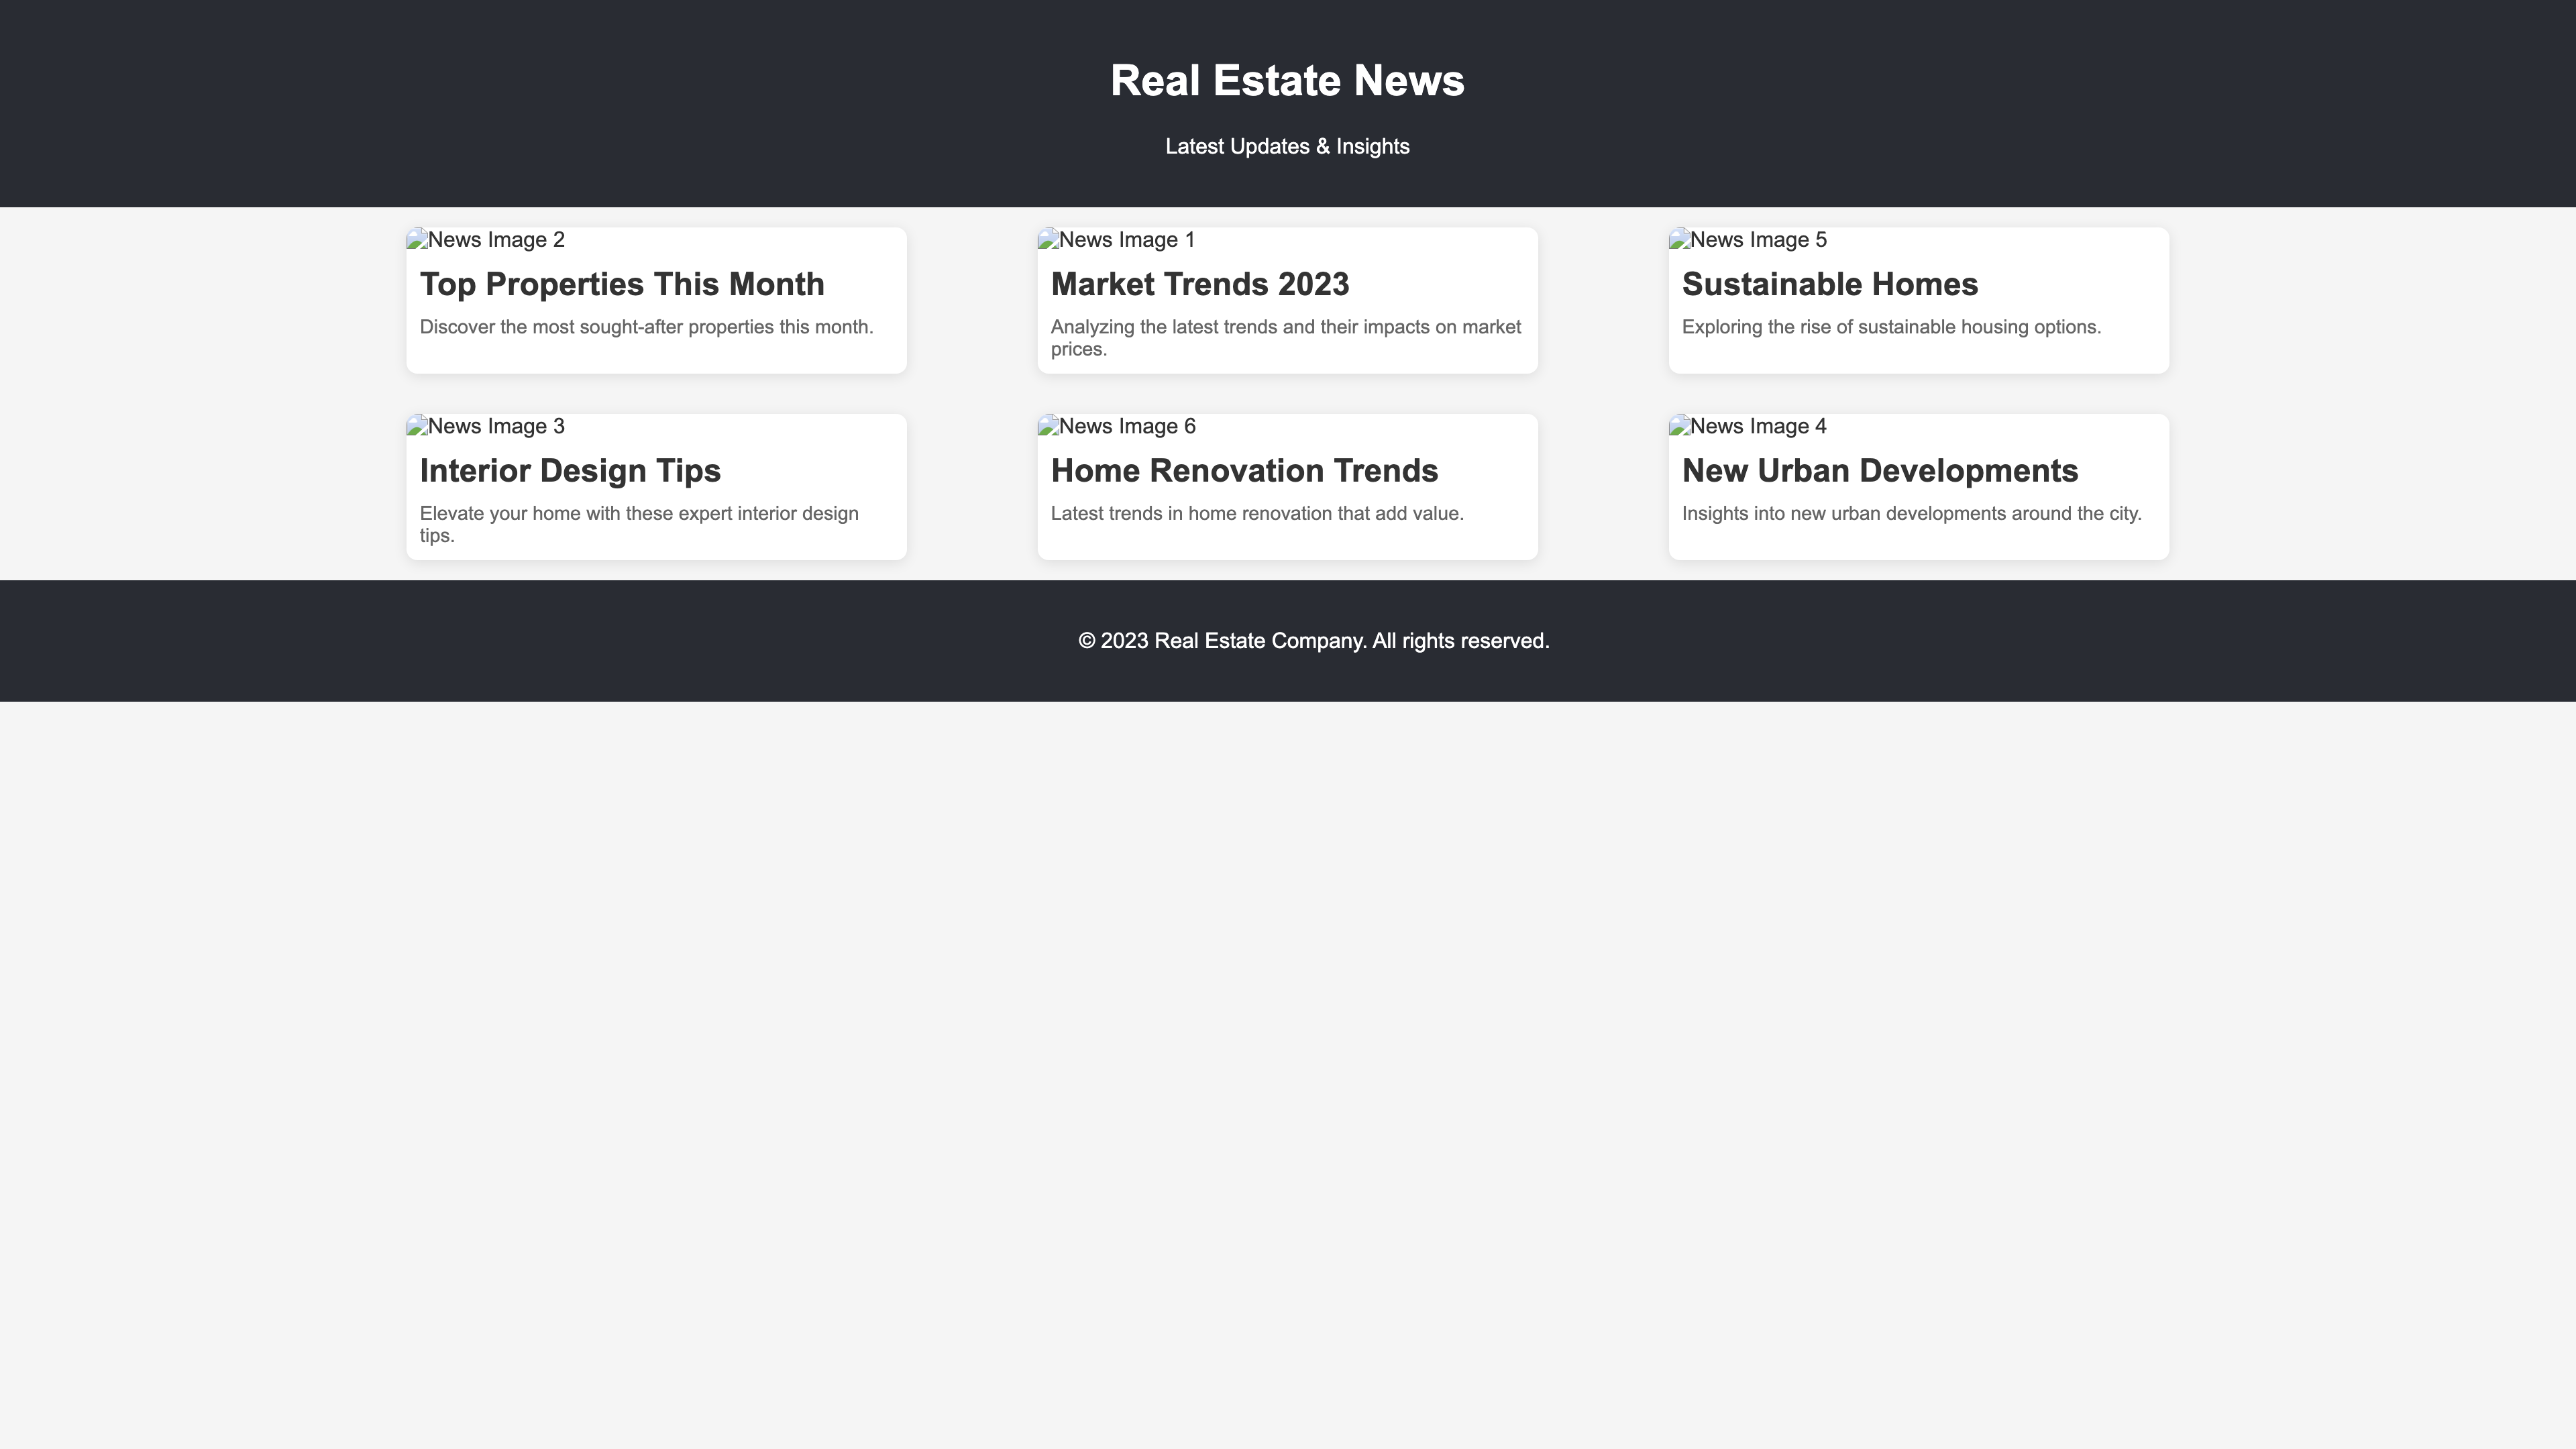 Real Estate News
Latest Updates & Insights
News Image 2
Top Properties This Month
Discover the most sought-after properties this month.
News Image 1
Market Trends 2023
Analyzing the latest trends and their impacts on market
prices.
News Image 5
Sustainable Homes
Exploring the rise of sustainable housing options.
News Image 3
Interior Design Tips
Elevate your home with these expert interior design
tips.
News Image 6
Home Renovation Trends
Latest trends in home renovation that add value.
News Image 4
New Urban Developments
Insights into new urban developments around the city.
© 2023 Real Estate Company. All rights reserved.